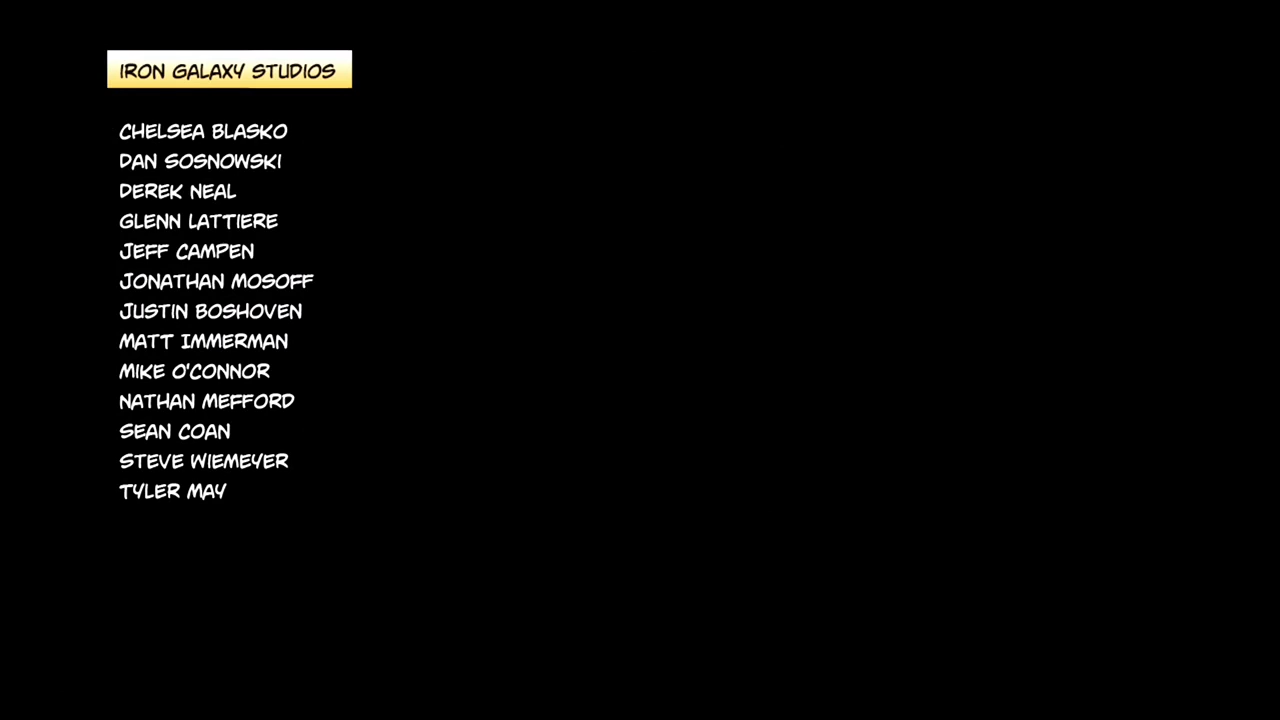 IRON GALAXY STUDIOS
CHELSEA BLASKO
DAN SOSNOWSKI
DEREK NEAL
GLENN LATTIERE
JEFF CAMPEN
JONATHAN MOSOFF
JUSTIN BOSHOVEN
MATT IMMERMAN
MIKE O'CONNOR
NATHAN MEFFORD
SEAN COAN
STEVE WIEMEYER
TYLER MAY